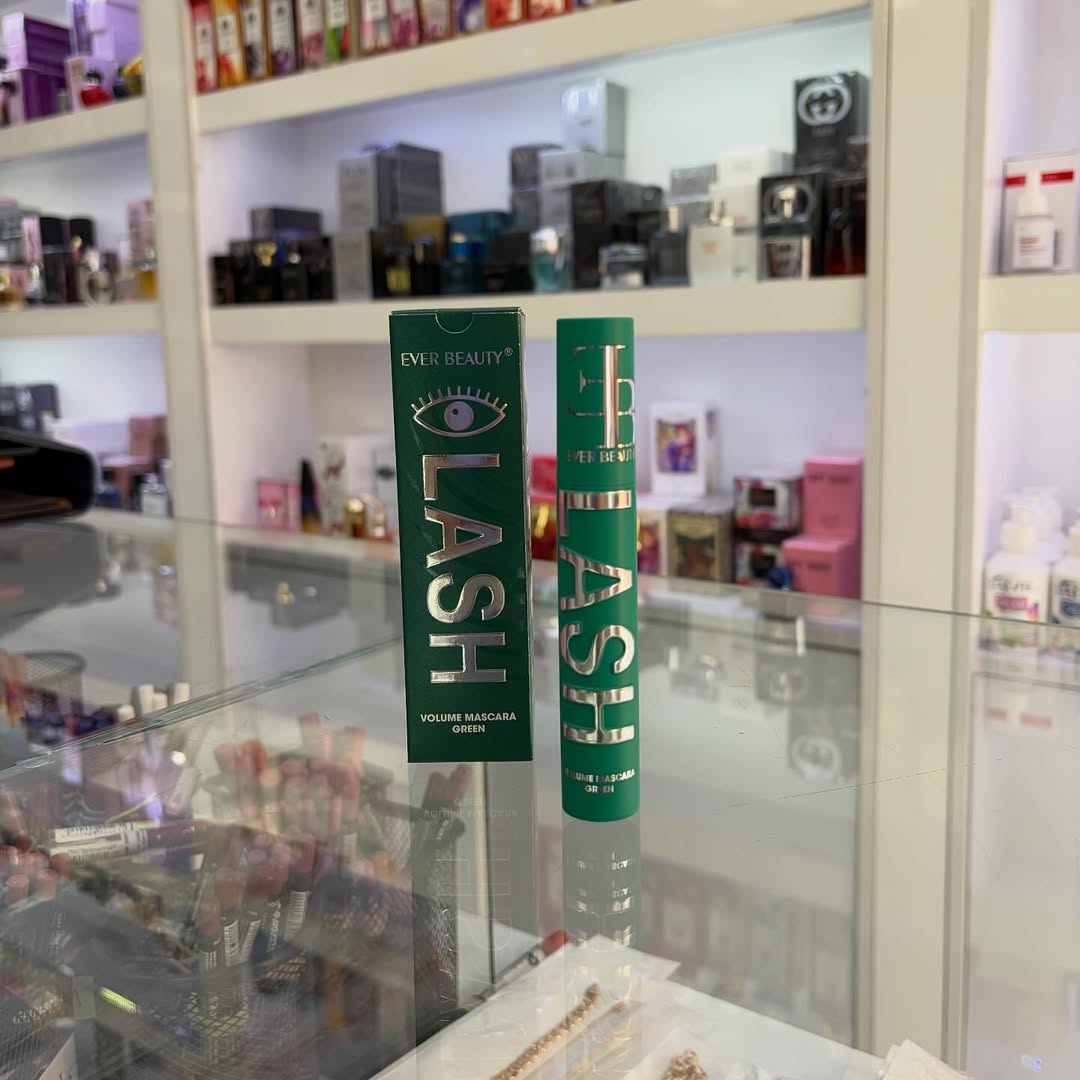 EVER BEAUTY®
LASH
VOLUME MASCARA
GREEN
EB
EVER BEAUTY
LASH
VOLUME MASCARA
GREEN